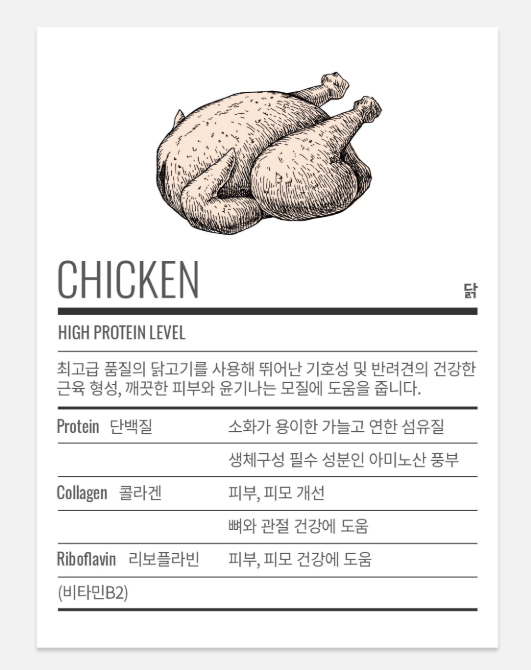 CHICKEN 닭
HIGH PROTEIN LEVEL
최고급 품질의 닭고기를 사용해 뛰어난 기호성 및 반려견의 건강한
근육 형성, 깨끗한 피부와 윤기나는 모질에 도움을 줍니다.
Protein 단백질 소화가 용이한 가늘고 연한 섬유질
생체구성 필수 성분인 아미노산 풍부
Collagen 콜라겐 피부, 피모 개선
뼈와 관절 건강에 도움
Riboflavin 리보플라빈 피부, 피모 건강에 도움
(비타민B2)